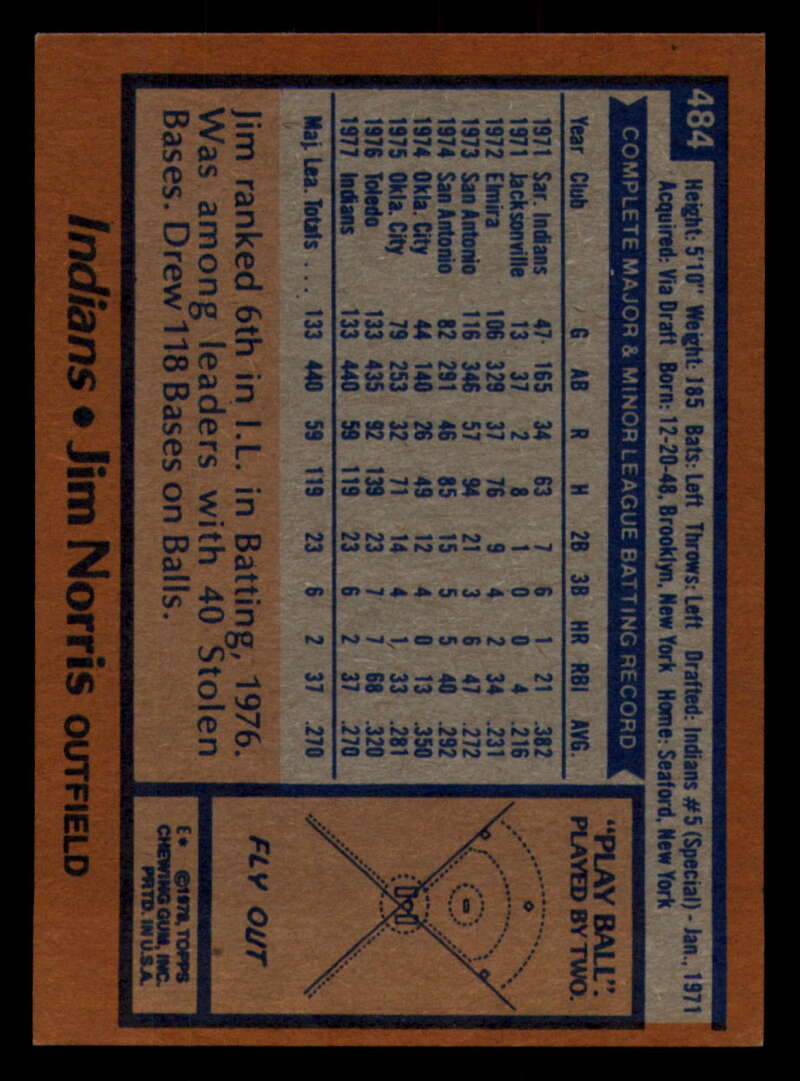 484
Height: 5'10" Weight: 185 Bats: Left Throws: Left Drafted: Indians #5 (Special) - Jan., 1971
Acquired: Via Draft Born: 12-20-48, Brooklyn, New York Home: Seaford, New York
COMPLETE MAJOR & MINOR LEAGUE BATTING RECORD
Year Club G AB R H 2B 3B HR RBI AVG.
1971 Sar. Indians 47 165 34 63 7 6 1 21 .382
1971 Jacksonville 13 37 2 8 1 0 0 4 .216
1972 Elmira 106 329 37 76 9 4 2 34 .231
1973 San Antonio 116 346 57 94 21 3 6 47 .272
1974 San Antonio 82 291 46 85 15 5 5 40 .292
1974 Okla. City 44 140 26 49 12 4 0 13 .350
1975 Okla. City 79 253 32 71 14 4 1 33 .281
1976 Toledo 133 435 92 139 23 7 7 68 .320
1977 Indians 133 440 59 119 23 6 2 37 .270
Maj. Lea. Totals ... 133 440 59 119 23 6 2 37 .270
Jim ranked 6th in I.L. in Batting, 1976.
Was among leaders with 40 Stolen
Bases. Drew 118 Bases on Balls.
"PLAY BALL":
PLAYED BY TWO.
FLY OUT
E* ©1978, TOPPS
CHEWING GUM, INC.
PRTD. IN U.S.A.
Indians • Jim Norris OUTFIELD